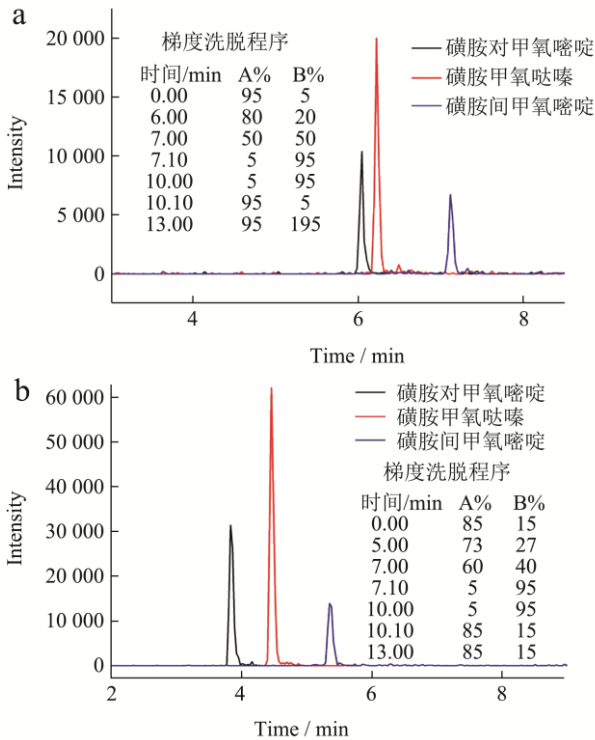 a
20 000
15 000
10 000
5 000
0
Intensity
梯度洗脱程序
时间/min A% B%
0.00 95 5
6.00 80 20
7.00 50 50
7.10 5 95
10.00 5 95
10.10 95 5
13.00 95 195
磺胺对甲氧嘧啶
磺胺甲氧哒嗪
磺胺间甲氧嘧啶
4 6 8
Time / min
b
60 000
50 000
40 000
30 000
20 000
10 000
0
Intensity
磺胺对甲氧嘧啶
磺胺甲氧哒嗪
磺胺间甲氧嘧啶
梯度洗脱程序
时间/min A% B%
0.00 85 15
5.00 73 27
7.00 60 40
7.10 5 95
10.00 5 95
10.10 85 15
13.00 85 15
2 4 6 8
Time / min